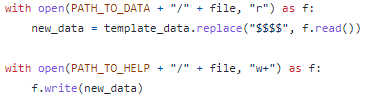 with open(PATH_TO_DATA + "/" + file, "r") as f:
    new_data = template_data.replace("$$$$", f.read())
with open(PATH_TO_HELP + "/" + file, "w+") as f:
    f.write(new_data)